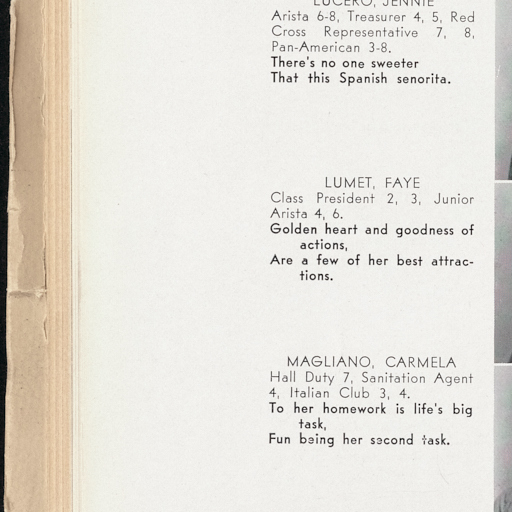 LUCERO, JENNIE
Arista 6-8, Treasurer 4, 5, Red
Cross Representative 7, 8,
Pan-American 3-8.
There's no one sweeter
That this Spanish senorita.
LUMET, FAYE
Class President 2, 3, Junior
Arista 4, 6.
Golden heart and goodness of
actions,
Are a few of her best attrac-
tions.
MAGLIANO, CARMELA
Hall Duty 7, Sanitation Agent
4, Italian Club 3, 4.
To her homework is life's big
task,
Fun being her second task.